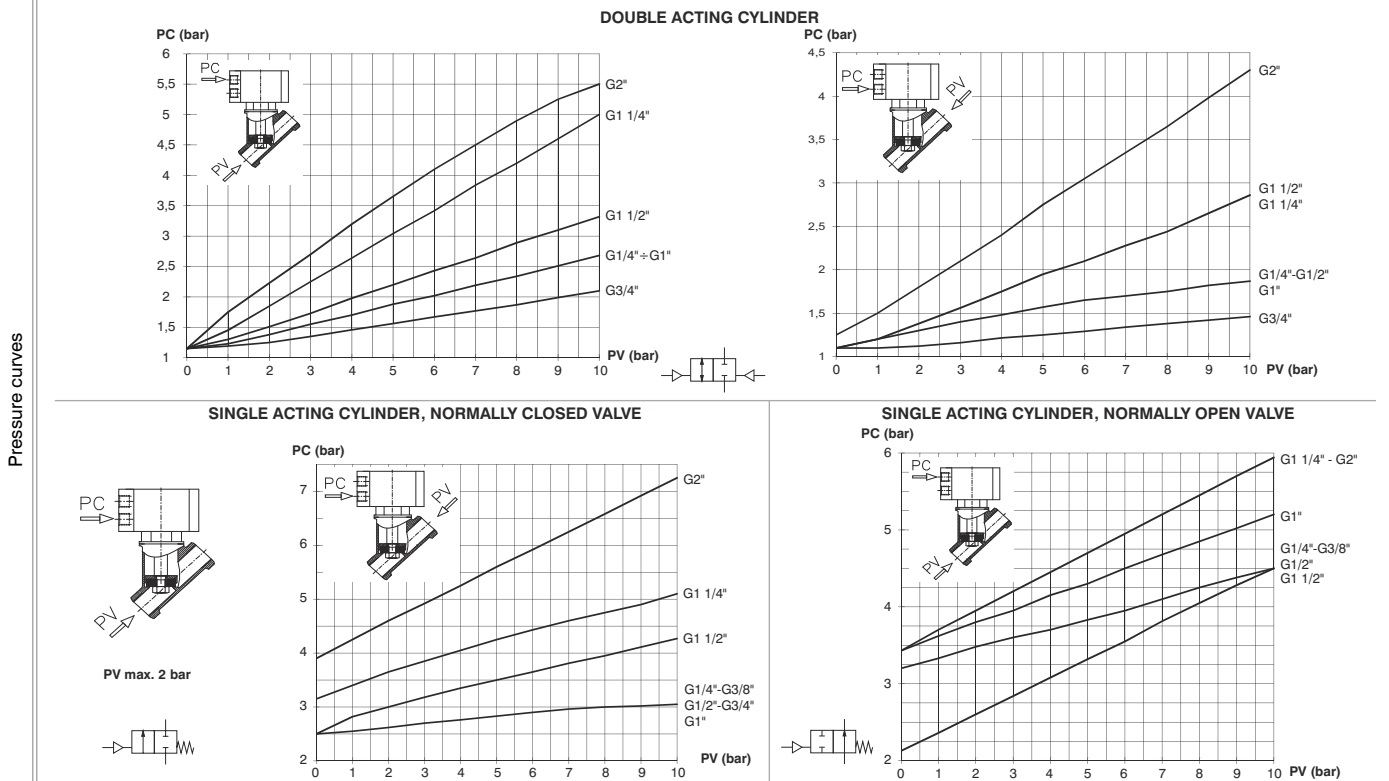 Pressure curves
DOUBLE ACTING CYLINDER
PC (bar)
6
5,5
5
4,5
4
3,5
3
2,5
2
1,5
1
PC
PV
G2"
G1 1/4"
G1 1/2"
G1/4"÷G1"
G3/4"
PV (bar)
0 1 2 3 4 5 6 7 8 9 10
PC (bar)
4,5
4
3,5
3
2,5
2
1,5
1
PC
PV
G2"
G1 1/2"
G1 1/4"
G1/4"-G1/2"
G1"
G3/4"
0 1 2 3 4 5 6 7 8 9 10 PV (bar)
SINGLE ACTING CYLINDER, NORMALLY CLOSED VALVE
PC
PV
PV max. 2 bar
PC (bar)
7
6
5
4
3
2
PC
PV
G2"
G1 1/4"
G1 1/2"
G1/4"-G3/8"
G1/2"-G3/4"
G1"
PV (bar)
0 1 2 3 4 5 6 7 8 9 10
SINGLE ACTING CYLINDER, NORMALLY OPEN VALVE
PC (bar)
6
5
4
3
2
PC
PV
G1 1/4" - G2"
G1"
G1/4"-G3/8"
G1/2"
G1 1/2"
0 1 2 3 4 5 6 7 8 9 10 PV (bar)